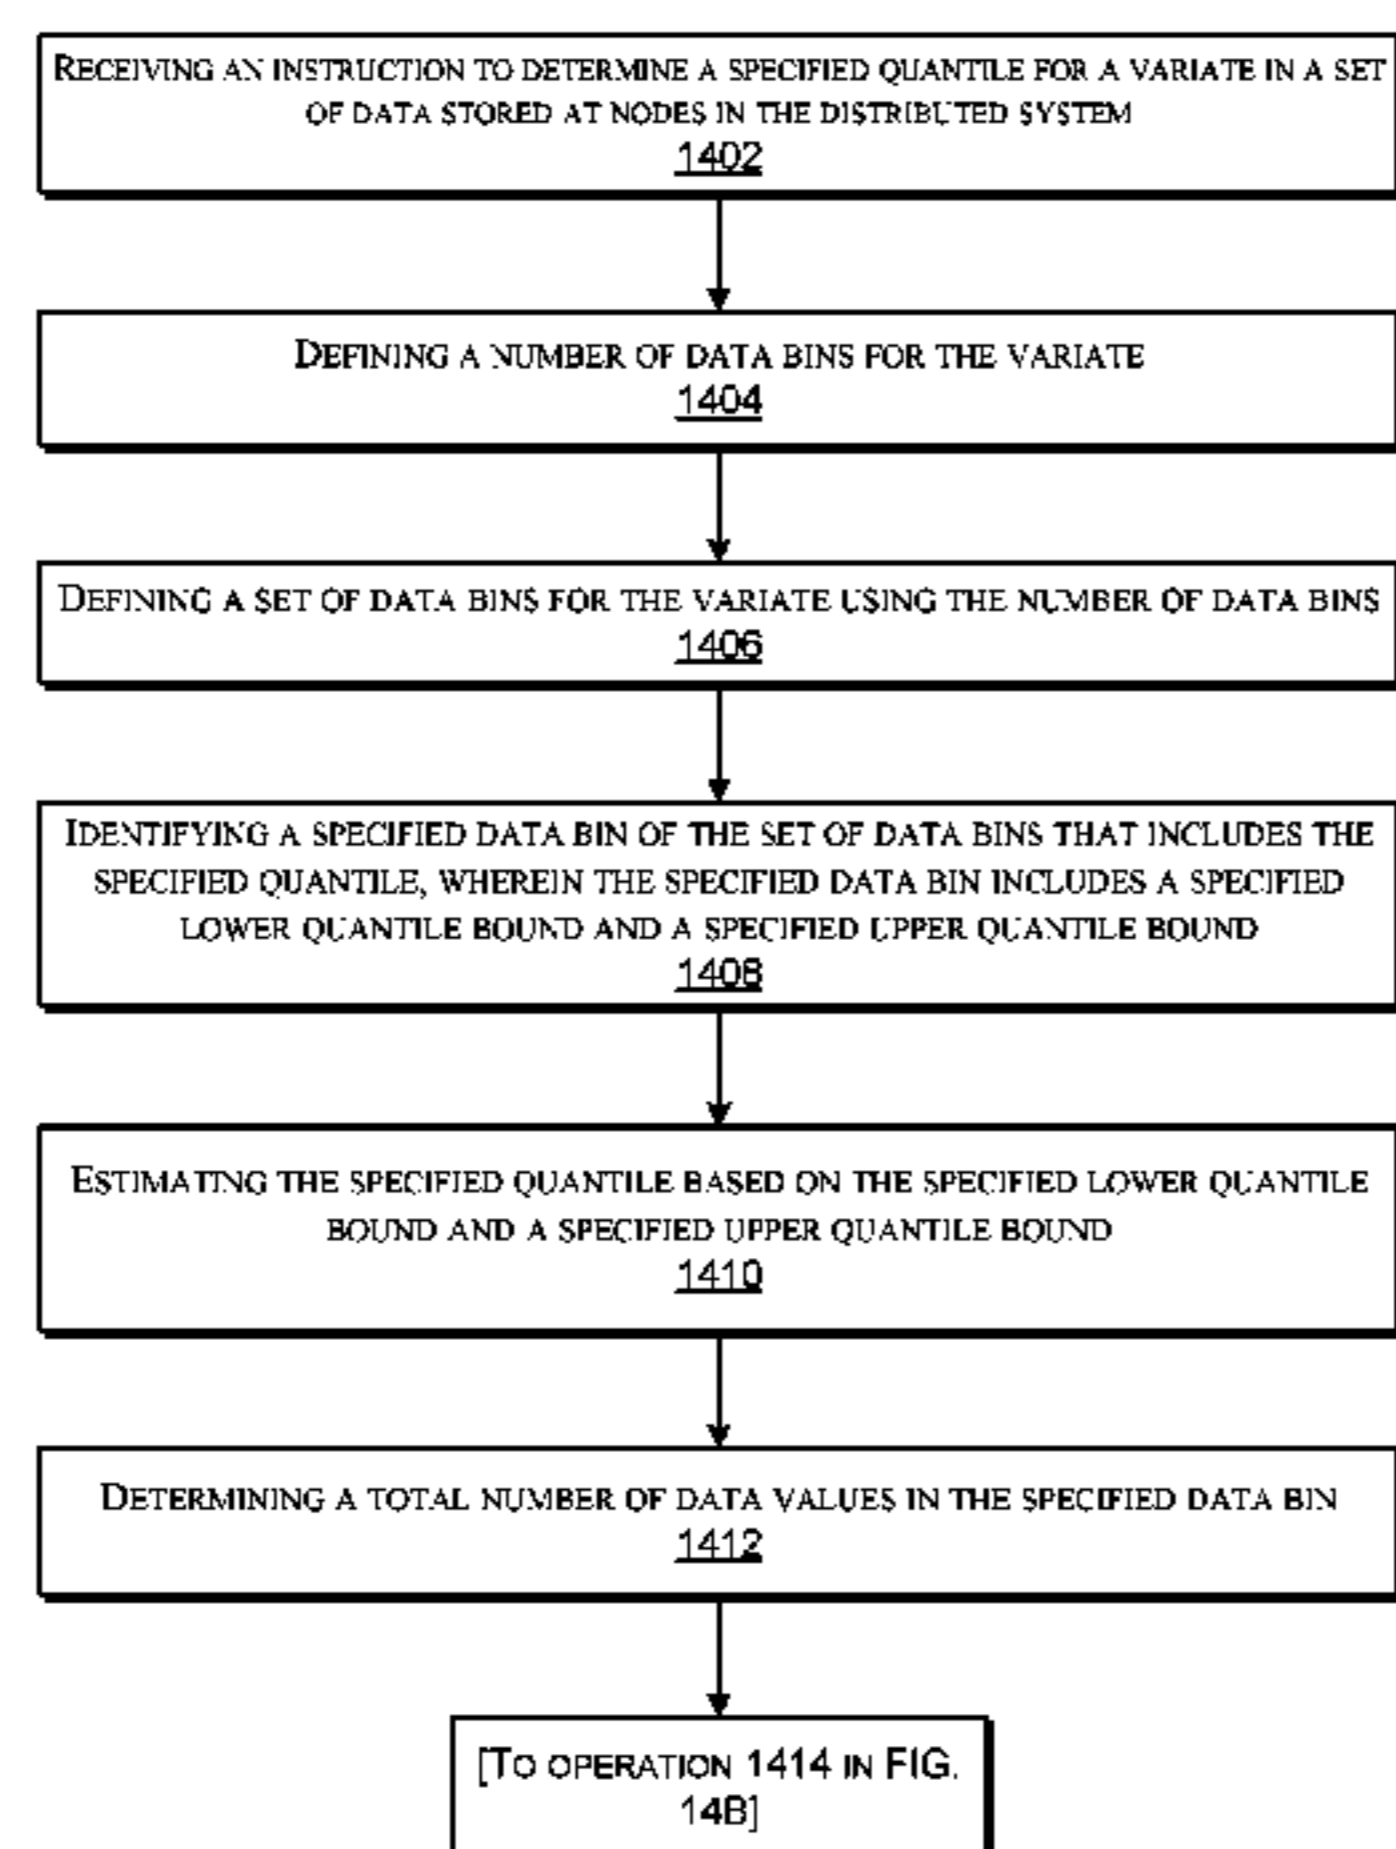 RECEIVING AN INSTRUCTION TO DETERMINE A SPECIFIED QUANTILE FOR A VARIATE IN A SET
OF DATA STORED AT NODES IN THE DISTRIBUTED SYSTEM
1402
DEFINING A NUMBER OF DATA BINS FOR THE VARIATE
1404
DEFINING A SET OF DATA BINS FOR THE VARIATE USING THE NUMBER OF DATA BINS
1406
IDENTIFYING A SPECIFIED DATA BIN OF THE SET OF DATA BINS THAT INCLUDES THE
SPECIFIED QUANTILE, WHEREIN THE SPECIFIED DATA BIN INCLUDES A SPECIFIED
LOWER QUANTILE BOUND AND A SPECIFIED UPPER QUANTILE BOUND
1408
ESTIMATING THE SPECIFIED QUANTILE BASED ON THE SPECIFIED LOWER QUANTILE
BOUND AND A SPECIFIED UPPER QUANTILE BOUND
1410
DETERMINING A TOTAL NUMBER OF DATA VALUES IN THE SPECIFIED DATA BIN
1412
[TO OPERATION 1414 IN FIG.
14B]